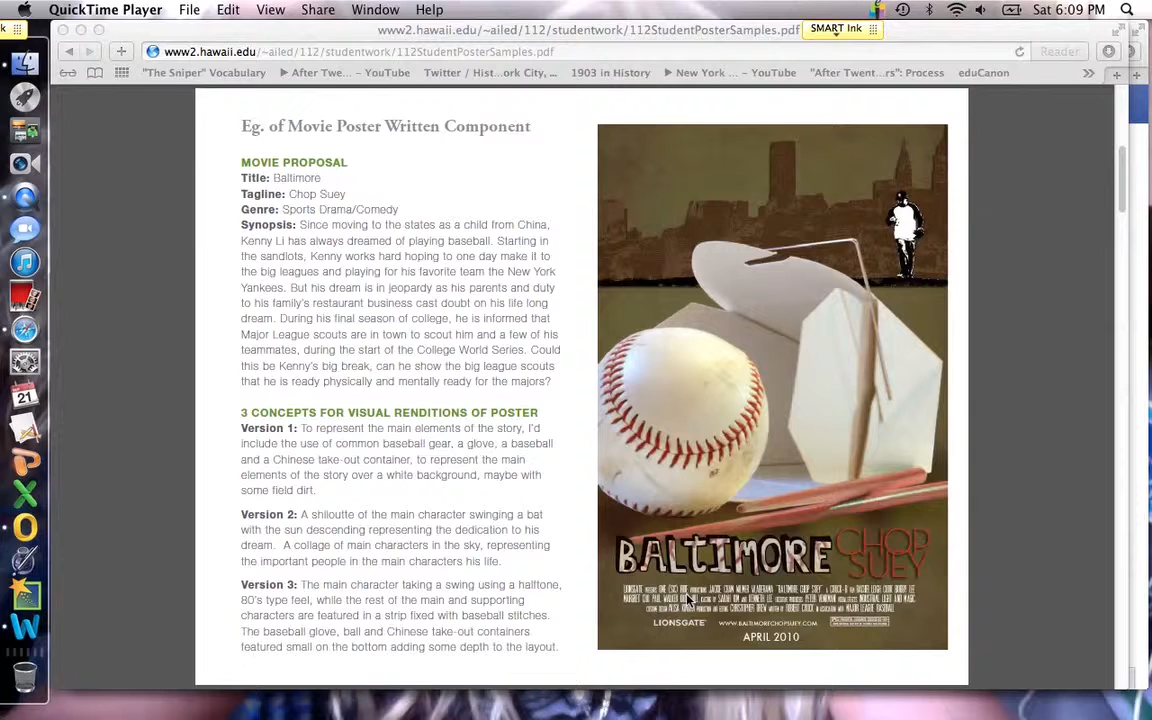 QuickTime Player File Edit View Share Window Help Sat 6:09 PM
www2.hawaii.edu/~ailed/112/studentwork/112StudentPosterSamples.pdf
SMART Ink
www2.hawaii.edu/~ailed/112/studentwork/112StudentPosterSamples.pdf
Reader
"The Sniper" Vocabulary After Twe... – YouTube Twitter / Hist...ork City, ... 1903 in History New York ... – YouTube "After Twent...rs": Process eduCanon
Eg. of Movie Poster Written Component
MOVIE PROPOSAL
Title: Baltimore
Tagline: Chop Suey
Genre: Sports Drama/Comedy
Synopsis: Since moving to the states as a child from China,
Kenny Li has always dreamed of playing baseball. Starting in
the sandlots, Kenny works hard hoping to one day make it to
the big leagues and playing for his favorite team the New York
Yankees. But his dream is in jeopardy as his parents and duty
to his family's restaurant business cast doubt on his life long
dream. During his final season of college, he is informed that
Major League scouts are in town to scout him and a few of his
teammates, during the start of the College World Series. Could
this be Kenny's big break, can he show the big league scouts
that he is ready physically and mentally ready for the majors?
3 CONCEPTS FOR VISUAL RENDITIONS OF POSTER
Version 1: To represent the main elements of the story, I'd
include the use of common baseball gear, a glove, a baseball
and a Chinese take-out container, to represent the main
elements of the story over a white background, maybe with
some field dirt.
Version 2: A shiloutte of the main character swinging a bat
with the sun descending representing the dedication to his
dream. A collage of main characters in the sky, representing
the important people in the main characters his life.
Version 3: The main character taking a swing using a halftone,
80's type feel, while the rest of the main and supporting
characters are featured in a strip fixed with baseball stitches.
The baseball glove, ball and Chinese take-out containers
featured small on the bottom adding some depth to the layout.
BALTIMORE
CHOP
SUEY
LIONSGATE WWW.BALTIMORECHOPSUEY.COM
APRIL 2010
SEP
21